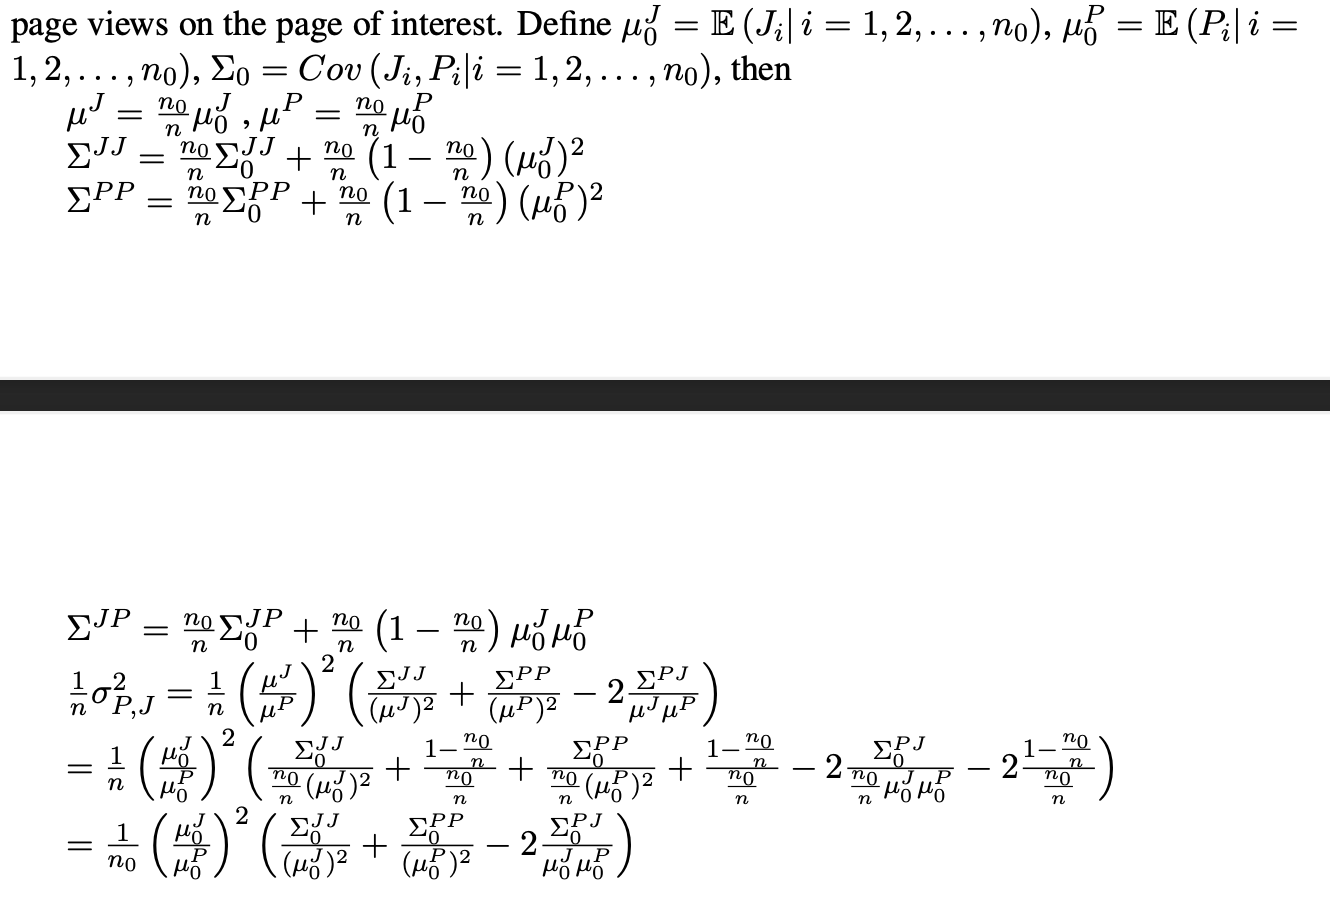 page views on the page of interest. Define $\mu_0^J = \mathbb{E}(J_i | i = 1, 2, \ldots, n_0)$, $\mu_0^P = \mathbb{E}(P_i | i =$
$1, 2, \ldots, n_0)$, $\Sigma_0 = Cov(J_i, P_i | i = 1, 2, \ldots, n_0)$, then
$\mu^J = \frac{n_0}{n}\mu_0^J$ , $\mu^P = \frac{n_0}{n}\mu_0^P$
$\Sigma^{JJ} = \frac{n_0}{n}\Sigma_0^{JJ} + \frac{n_0}{n}\left(1 - \frac{n_0}{n}\right)(\mu_0^J)^2$
$\Sigma^{PP} = \frac{n_0}{n}\Sigma_0^{PP} + \frac{n_0}{n}\left(1 - \frac{n_0}{n}\right)(\mu_0^P)^2$
$\Sigma^{JP} = \frac{n_0}{n}\Sigma_0^{JP} + \frac{n_0}{n}\left(1 - \frac{n_0}{n}\right)\mu_0^J\mu_0^P$
$\frac{1}{n}\sigma_{P,J}^2 = \frac{1}{n}\left(\frac{\mu^J}{\mu^P}\right)^2\left(\frac{\Sigma^{JJ}}{(\mu^J)^2} + \frac{\Sigma^{PP}}{(\mu^P)^2} - 2\frac{\Sigma^{PJ}}{\mu^J\mu^P}\right)$
$= \frac{1}{n}\left(\frac{\mu_0^J}{\mu_0^P}\right)^2\left(\frac{\Sigma_0^{JJ}}{\frac{n_0}{n}(\mu_0^J)^2} + \frac{1-\frac{n_0}{n}}{\frac{n_0}{n}} + \frac{\Sigma_0^{PP}}{\frac{n_0}{n}(\mu_0^P)^2} + \frac{1-\frac{n_0}{n}}{\frac{n_0}{n}} - 2\frac{\Sigma_0^{PJ}}{\frac{n_0}{n}\mu_0^J\mu_0^P} - 2\frac{1-\frac{n_0}{n}}{\frac{n_0}{n}}\right)$
$= \frac{1}{n_0}\left(\frac{\mu_0^J}{\mu_0^P}\right)^2\left(\frac{\Sigma_0^{JJ}}{(\mu_0^J)^2} + \frac{\Sigma_0^{PP}}{(\mu_0^P)^2} - 2\frac{\Sigma_0^{PJ}}{\mu_0^J\mu_0^P}\right)$